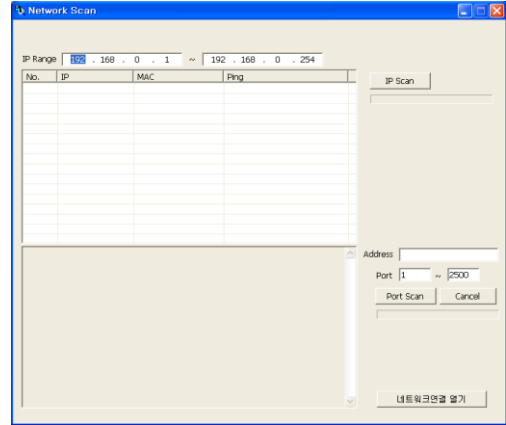 Network Scan
IP Range 192 . 168 . 0 . 1 ~ 192 . 168 . 0 . 254
No. IP MAC Ping
IP Scan
Address
Port 1 ~ 2500
Port Scan Cancel
네트워크연결 열기